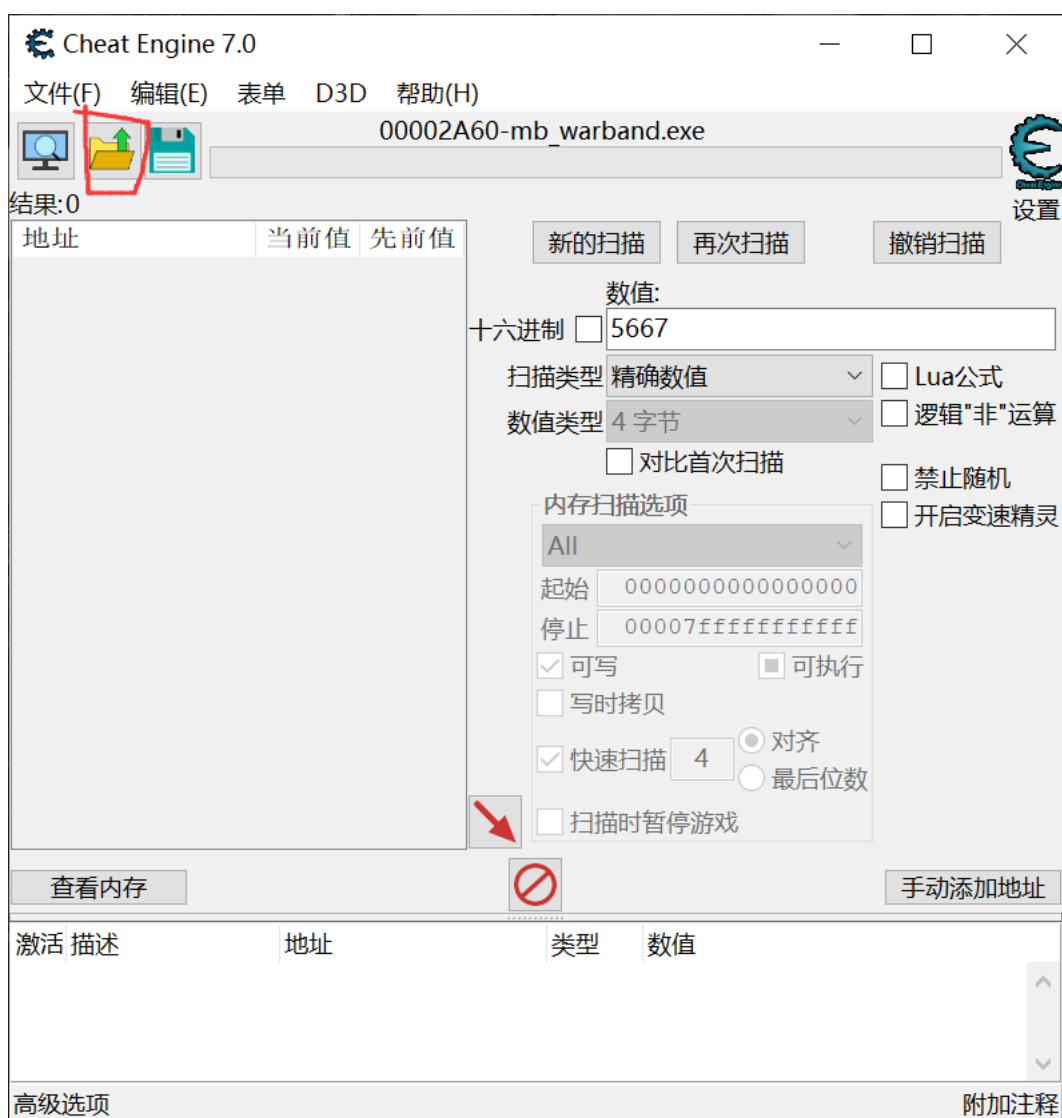 Cheat Engine 7.0
文件(F) 编辑(E) 表单 D3D 帮助(H)
00002A60-mb_warband.exe
Cheat Engine
设置
结果:0
地址 当前值 先前值
新的扫描 再次扫描 撤销扫描
数值:
十六进制 5667
扫描类型 精确数值 Lua公式
数值类型 4 字节 逻辑"非"运算
对比首次扫描
禁止随机
内存扫描选项
开启变速精灵
All
起始 0000000000000000
停止 00007fffffffffff
可写 可执行
写时拷贝
快速扫描 4 对齐
最后位数
扫描时暂停游戏
查看内存 手动添加地址
激活 描述 地址 类型 数值
高级选项 附加注释